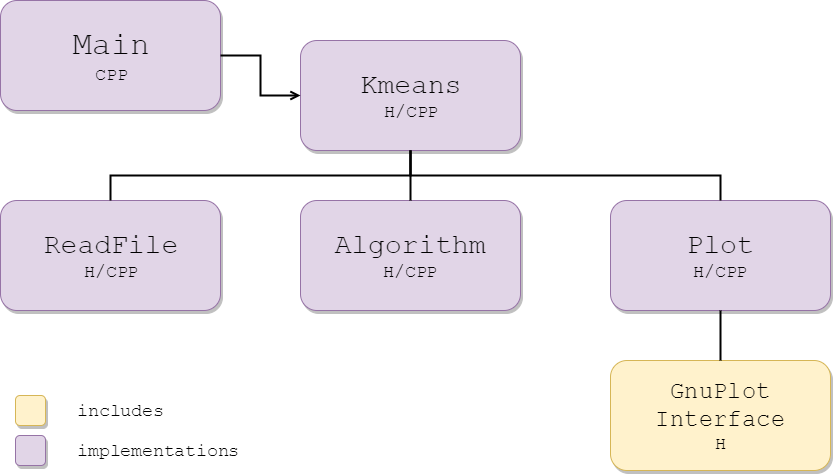 Main
CPP
Kmeans
H/CPP
ReadFile
H/CPP
Algorithm
H/CPP
Plot
H/CPP
GnuPlot
Interface
H
includes
implementations